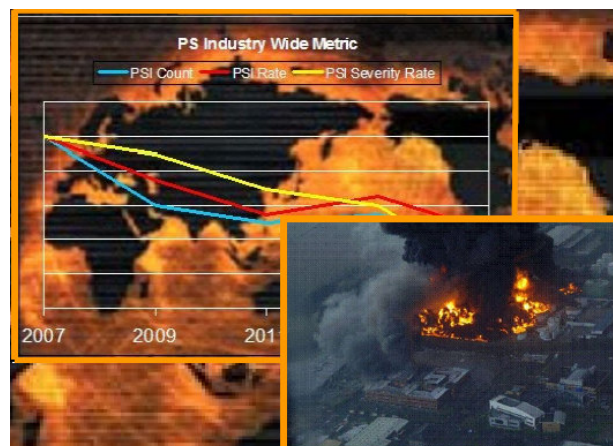 PS Industry Wide Metric
PSI Count PSI Rate PSI Severity Rate
2007 2009